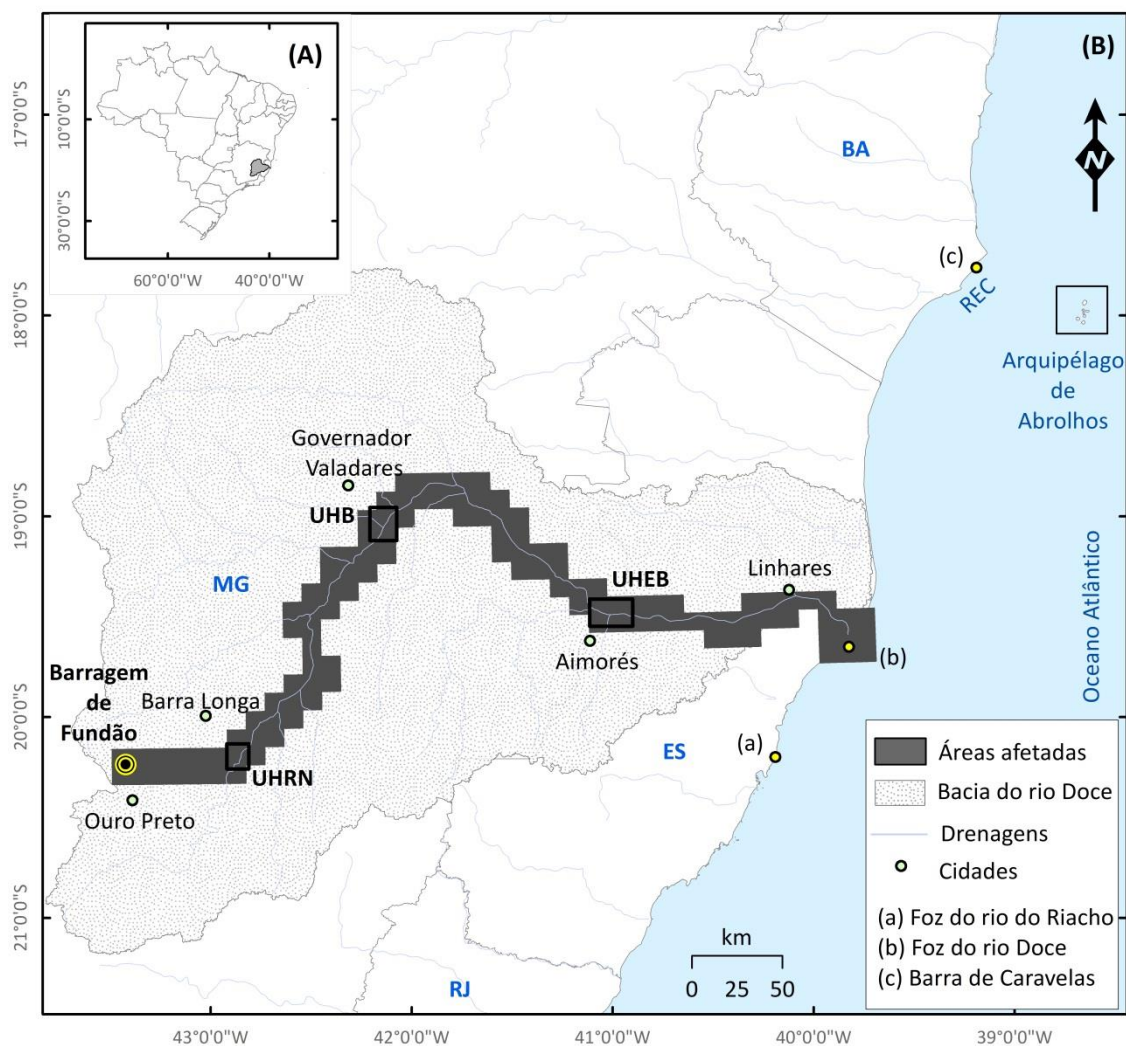 (A)
10°0'0"S
30°0'0"S
60°0'0"W
40°0'0"W
(B)
N
17°0'0"S
18°0'0"S
19°0'0"S
20°0'0"S
21°0'0"S
BA
(c)
REC
Arquipélago
de
Abrolhos
Governador
Valadares
UHB
MG
UHEB
Linhares
Aimorés
(b)
Oceano Atlântico
Barragem
de
Fundão
Barra Longa
UHRN
Ouro Preto
ES
(a)
RJ
km
0 25 50
Áreas afetadas
Bacia do rio Doce
Drenagens
Cidades
(a) Foz do rio do Riacho
(b) Foz do rio Doce
(c) Barra de Caravelas
43°0'0"W
42°0'0"W
41°0'0"W
40°0'0"W
39°0'0"W